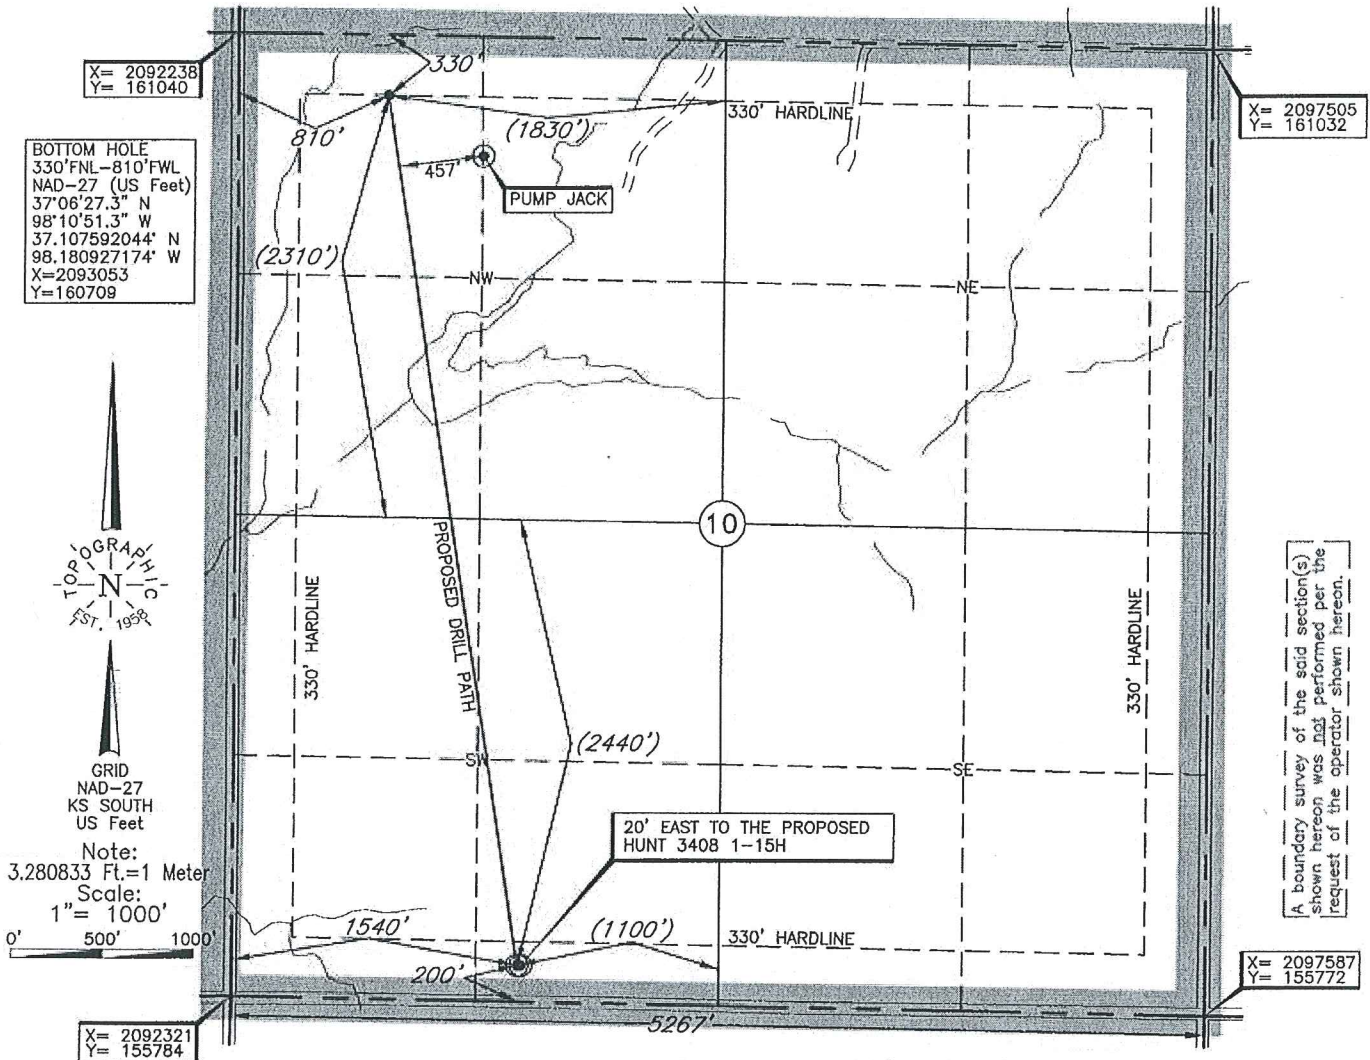 X= 2092238
Y= 161040
330'
X= 2097505
Y= 161032
810'
(1830')
330' HARDLINE
BOTTOM HOLE
330'FNL-810'FWL
NAD-27 (US Feet)
37°06'27.3" N
98°10'51.3" W
37.107592044° N
98.180927174° W
X=2093053
Y=160709
457'
PUMP JACK
(2310')
NW
NE
10
TOPOGRAPHIC
N
EST. 1958
PROPOSED DRILL PATH
330' HARDLINE
330' HARDLINE
A boundary survey of the said section(s)
shown hereon was not performed per the
request of the operator shown hereon.
(2440')
SW
SE
GRID
NAD-27
KS SOUTH
US Feet
Note:
3.280833 Ft.=1 Meter
Scale:
1"= 1000'
0' 500' 1000'
20' EAST TO THE PROPOSED
HUNT 3408 1-15H
1540'
(1100')
330' HARDLINE
200'
X= 2097587
Y= 155772
5267'
X= 2092321
Y= 155784